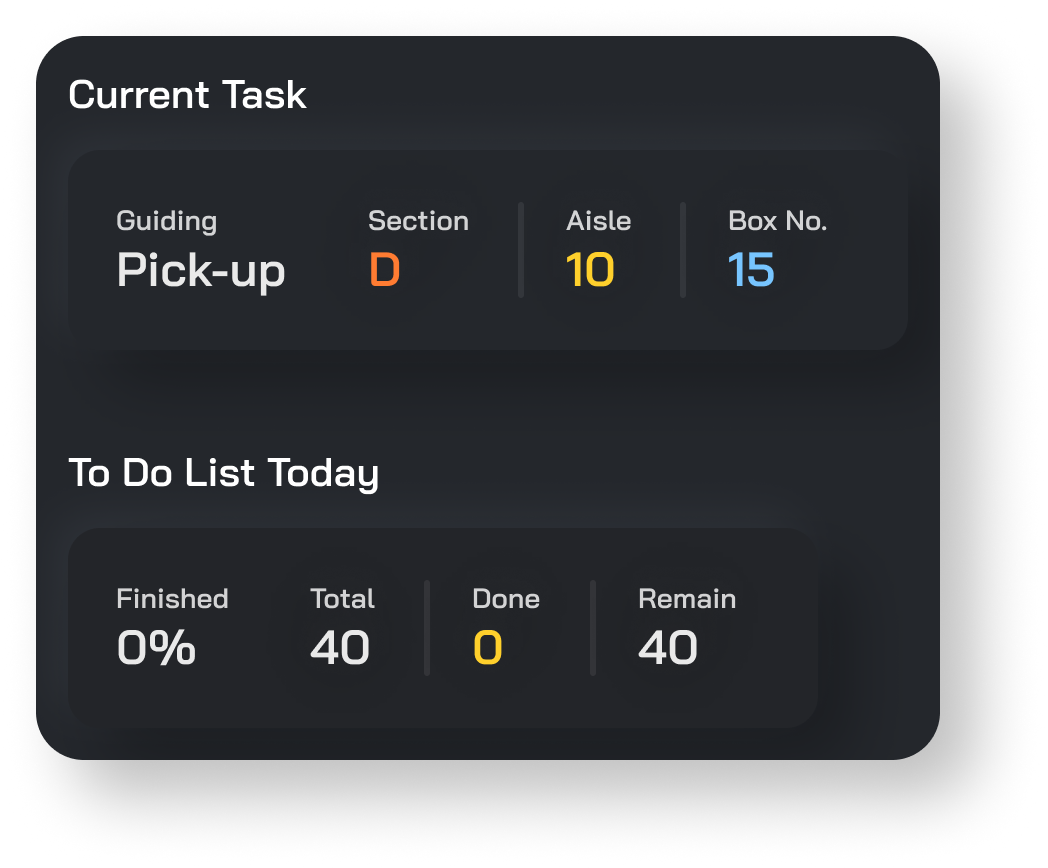 Current Task
Guiding Section Aisle Box No.
Pick-up D 10 15
To Do List Today
Finished Total Done Remain
0% 40 0 40